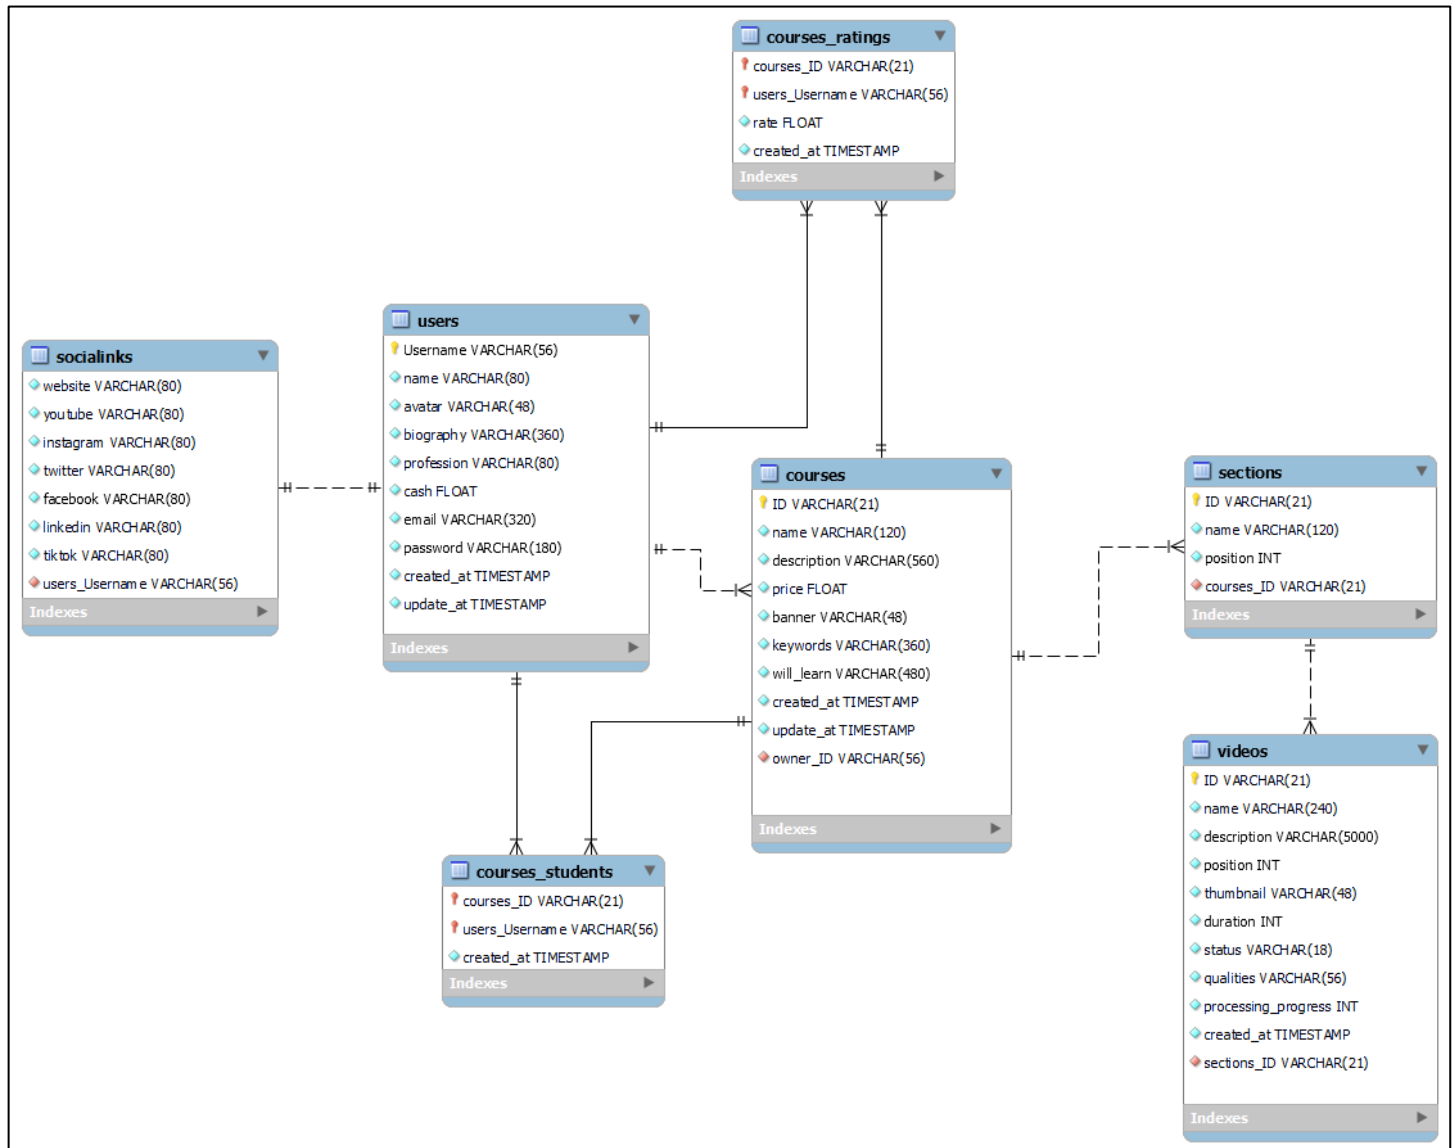 courses_ratings
courses_ID VARCHAR(21)
users_Username VARCHAR(56)
rate FLOAT
created_at TIMESTAMP
Indexes
users
Username VARCHAR(56)
name VARCHAR(80)
avatar VARCHAR(48)
biography VARCHAR(360)
profession VARCHAR(80)
cash FLOAT
email VARCHAR(320)
password VARCHAR(180)
created_at TIMESTAMP
update_at TIMESTAMP
Indexes
socialinks
website VARCHAR(80)
youtube VARCHAR(80)
instagram VARCHAR(80)
twitter VARCHAR(80)
facebook VARCHAR(80)
linkedin VARCHAR(80)
tiktok VARCHAR(80)
users_Username VARCHAR(56)
Indexes
courses
ID VARCHAR(21)
name VARCHAR(120)
description VARCHAR(560)
price FLOAT
banner VARCHAR(48)
keywords VARCHAR(360)
will_learn VARCHAR(480)
created_at TIMESTAMP
update_at TIMESTAMP
owner_ID VARCHAR(56)
Indexes
sections
ID VARCHAR(21)
name VARCHAR(120)
position INT
courses_ID VARCHAR(21)
Indexes
videos
ID VARCHAR(21)
name VARCHAR(240)
description VARCHAR(5000)
position INT
thumbnail VARCHAR(48)
duration INT
status VARCHAR(18)
qualities VARCHAR(56)
processing_progress INT
created_at TIMESTAMP
sections_ID VARCHAR(21)
Indexes
courses_students
courses_ID VARCHAR(21)
users_Username VARCHAR(56)
created_at TIMESTAMP
Indexes